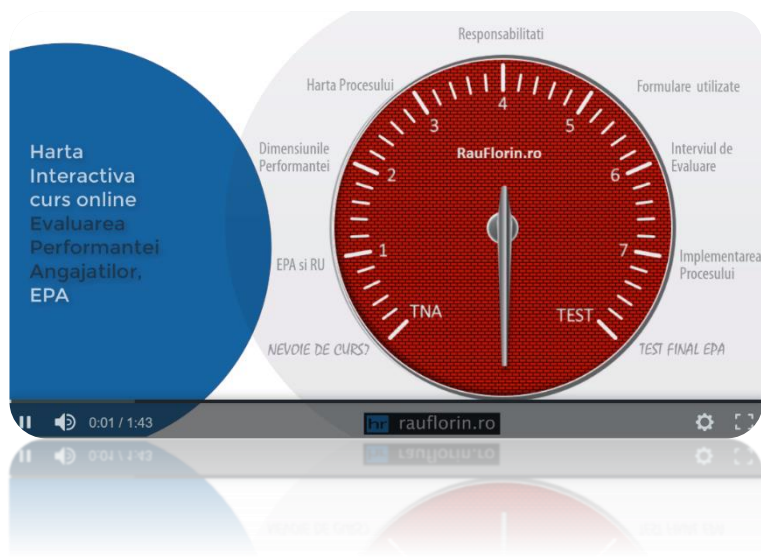 Harta
Interactiva
curs online
Evaluarea
Performantei
Angajatilor,
EPA
Responsabilitati
Harta Procesului
Formulare utilizate
Dimensiunile
Performantei
Interviul de
Evaluare
EPA si RU
Implementarea
Procesului
NEVOIE DE CURS?
TEST FINAL EPA
RauFlorin.ro
TNA
1
2
3
4
5
6
7
TEST
0:01 / 1:43
hr rauflorin.ro